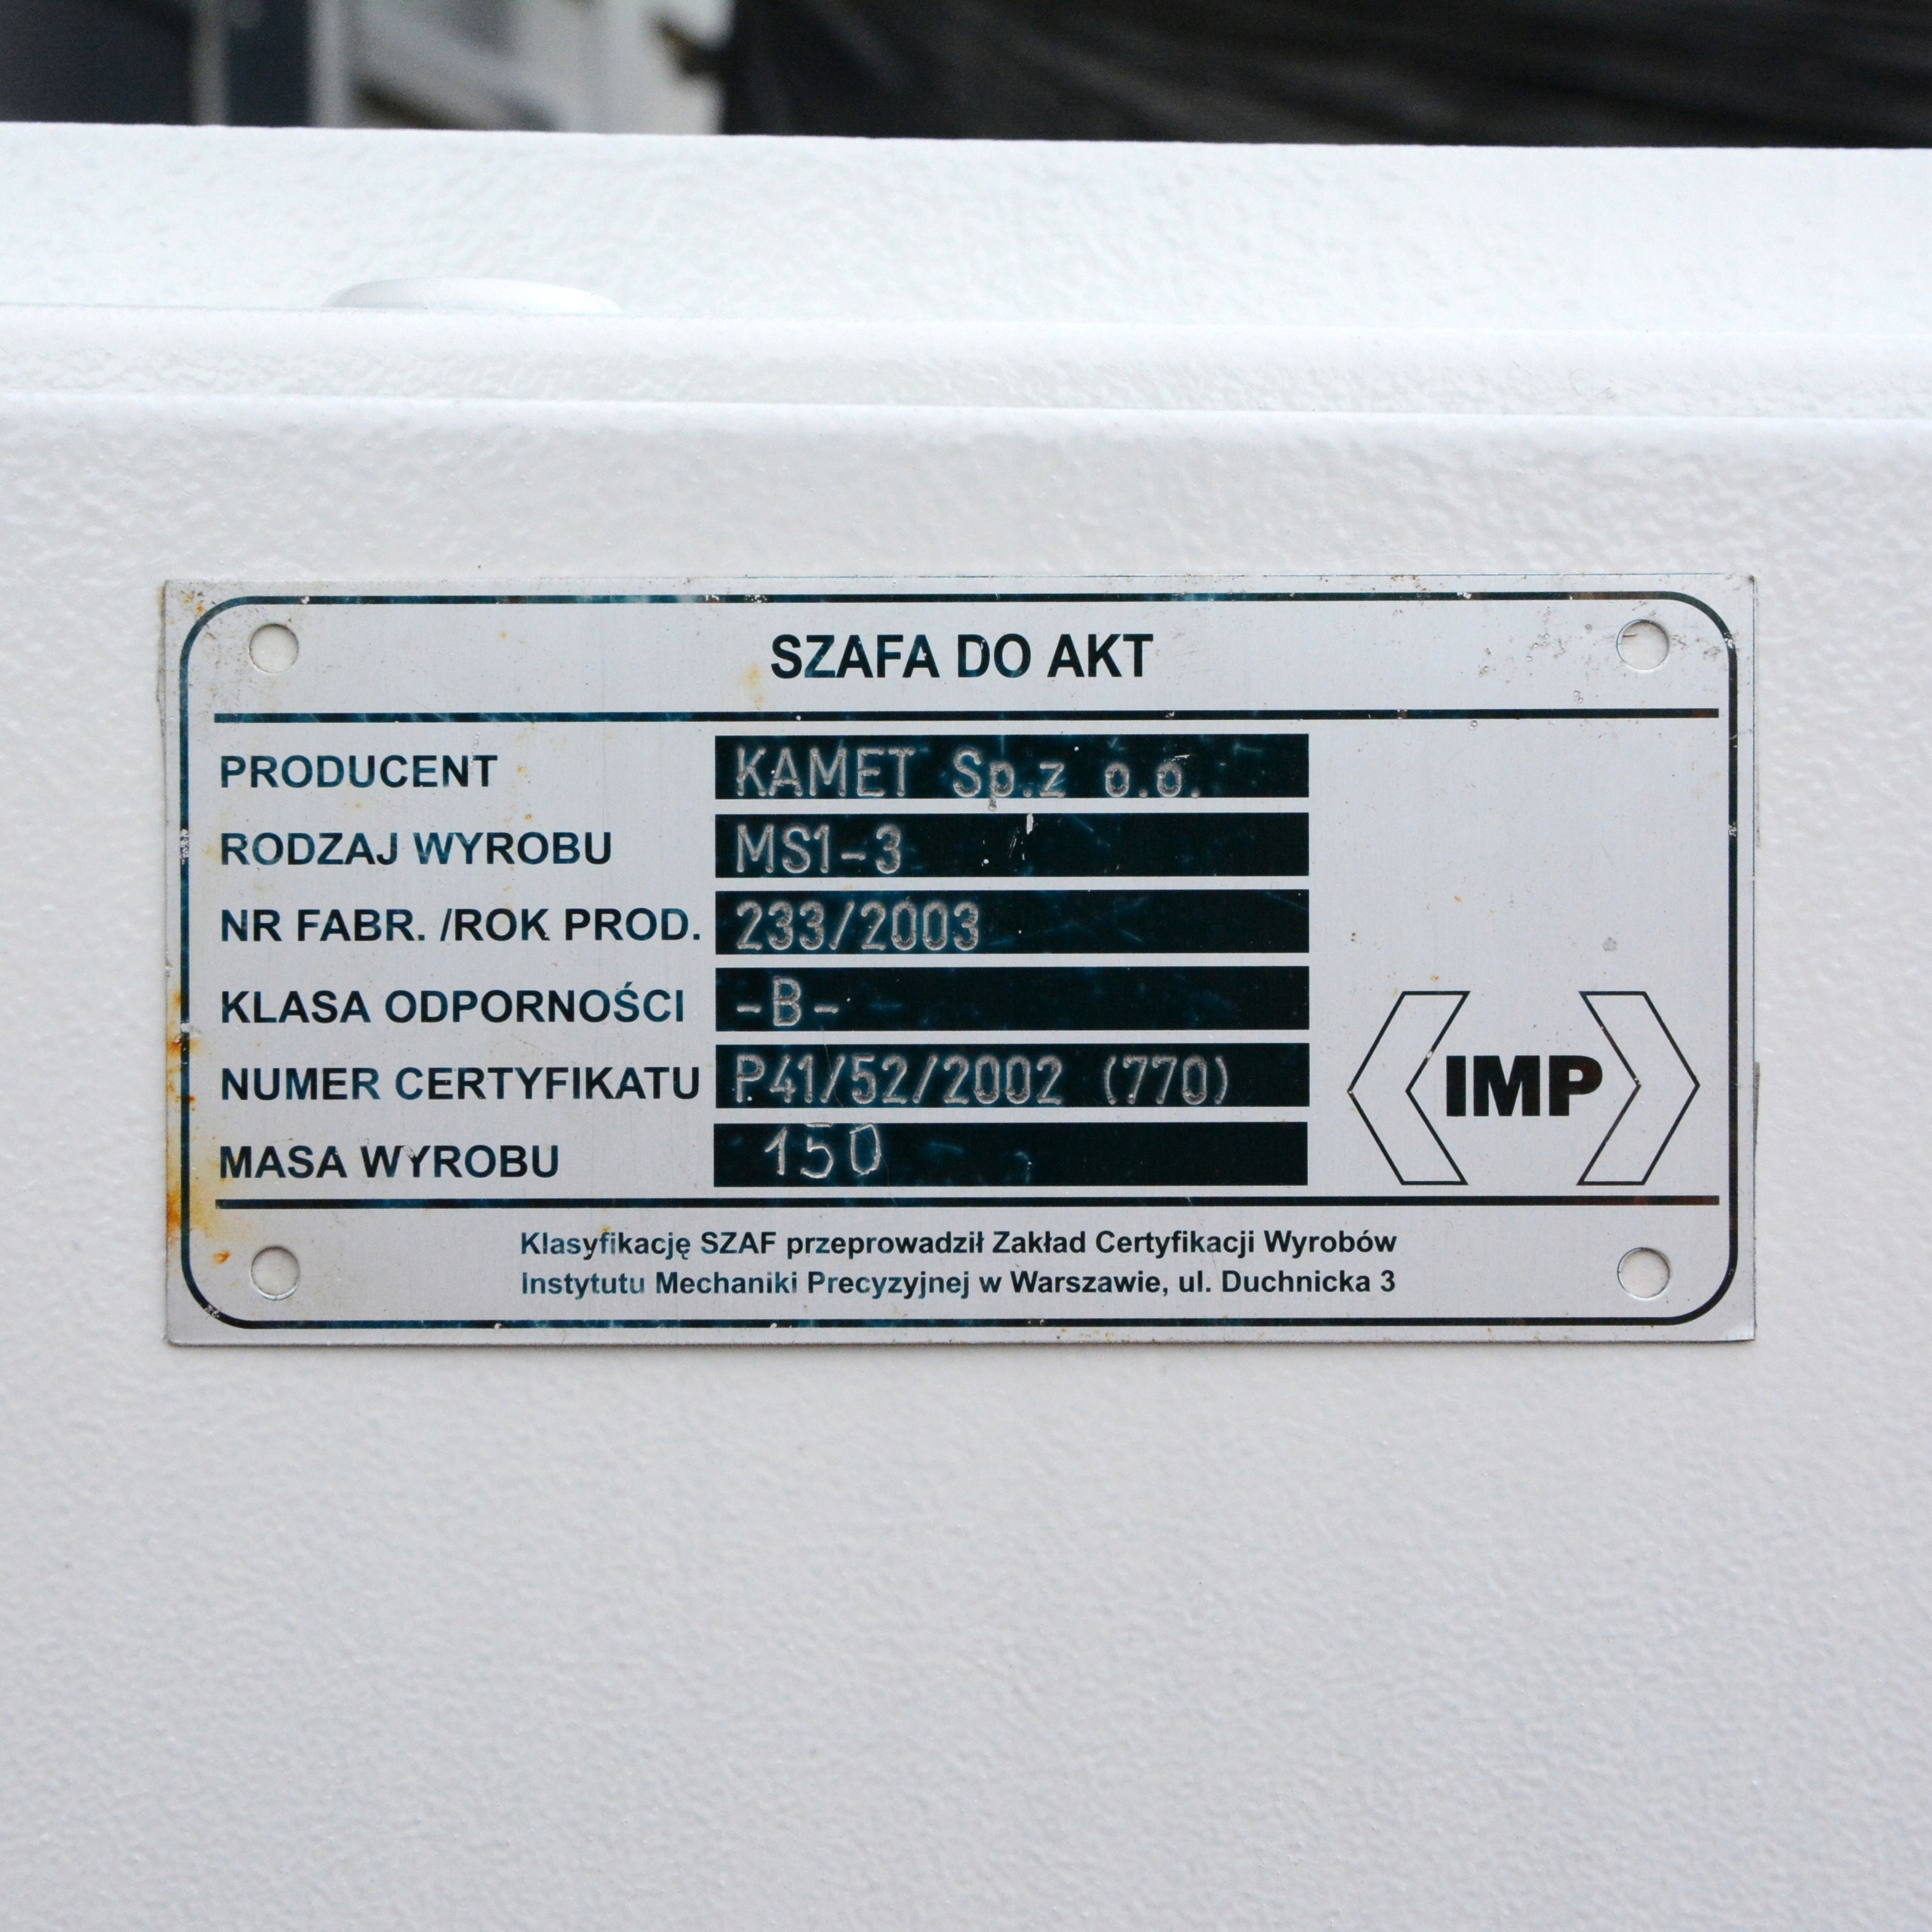 SZAFA DO AKT
PRODUCENT KAMET Sp.z o.o.
RODZAJ WYROBU MS1-3
NR FABR. /ROK PROD. 233/2003
KLASA ODPORNOŚCI -B-
NUMER CERTYFIKATU P41/52/2002 (770)
MASA WYROBU 150
IMP
Klasyfikację SZAF przeprowadził Zakład Certyfikacji Wyrobów
Instytutu Mechaniki Precyzyjnej w Warszawie, ul. Duchnicka 3